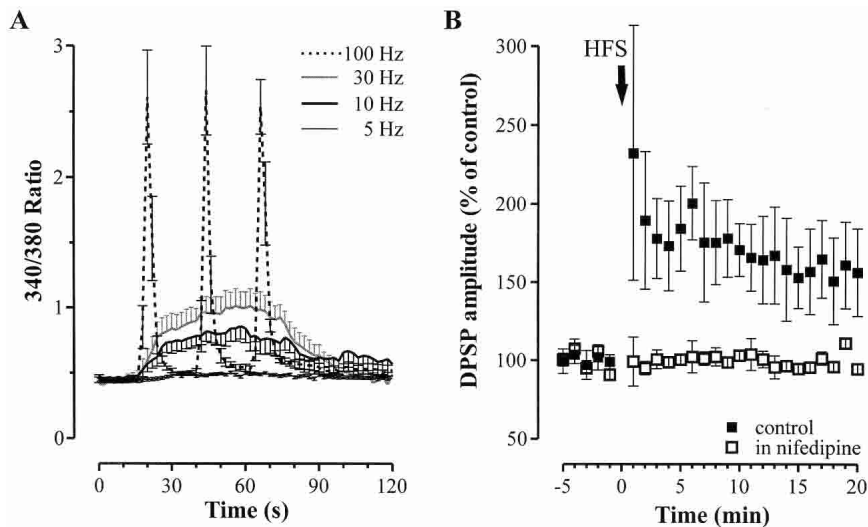 A
3
2
1
0
340/380 Ratio
100 Hz
30 Hz
10 Hz
5 Hz
0 30 60 90 120
Time (s)
B
300
250
200
150
100
50
DPSP amplitude (% of control)
HFS
control
in nifedipine
-5 0 5 10 15 20
Time (min)